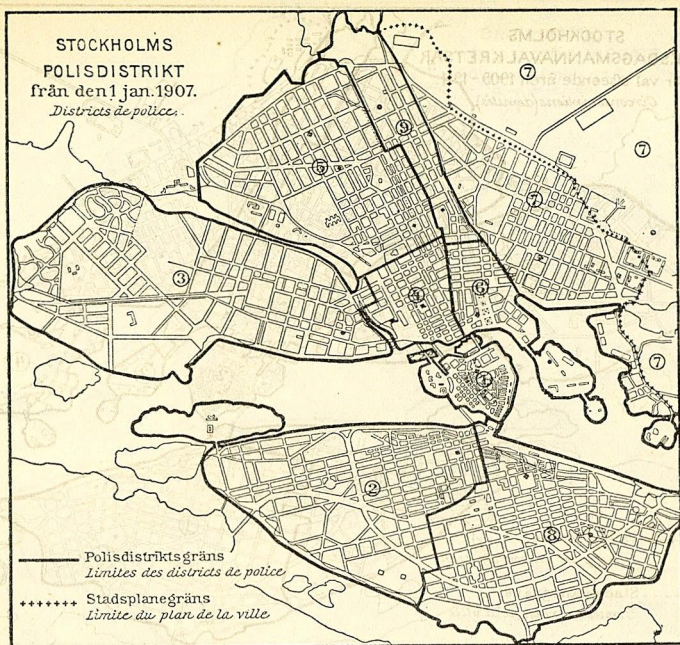 STOCKHOLMS
POLISDISTRIKT
från den 1 jan. 1907.
Districts de police.
7
9
5
7
7
3
4
6
7
1
2
8
Polisdistriktsgräns
Limites des districts de police
Stadsplanegräns
Limite du plan de la ville